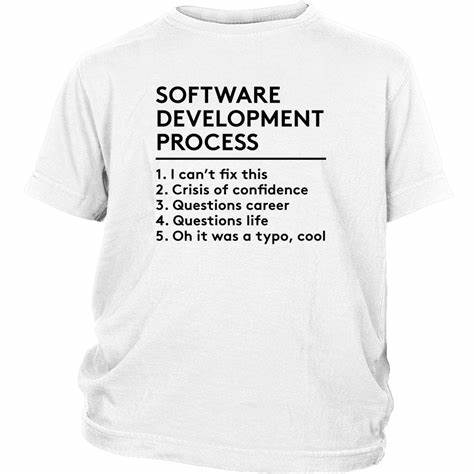 SOFTWARE
DEVELOPMENT
PROCESS
1. I can't fix this
2. Crisis of confidence
3. Questions career
4. Questions life
5. Oh it was a typo, cool